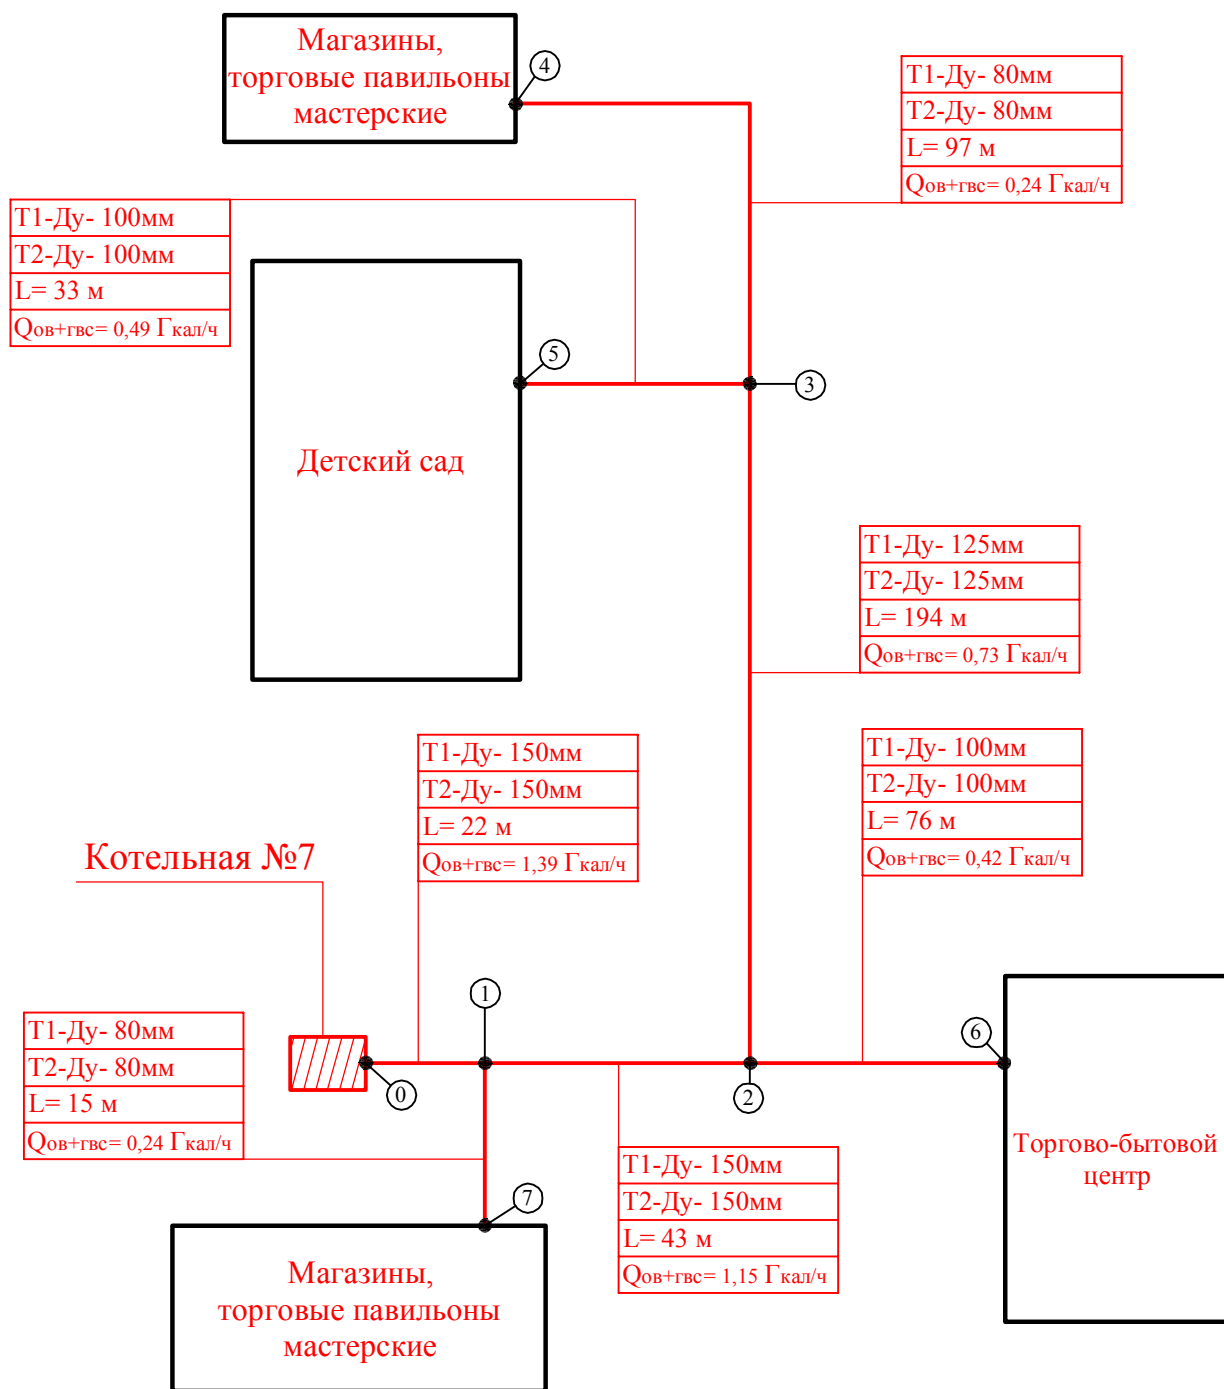 Магазины,
торговые павильоны
мастерские
4
Т1-Ду- 80мм
Т2-Ду- 80мм
L= 97 м
Qов+гвс= 0,24 Гкал/ч
Т1-Ду- 100мм
Т2-Ду- 100мм
L= 33 м
Qов+гвс= 0,49 Гкал/ч
5
3
Детский сад
Т1-Ду- 125мм
Т2-Ду- 125мм
L= 194 м
Qов+гвс= 0,73 Гкал/ч
Т1-Ду- 150мм
Т2-Ду- 150мм
L= 22 м
Qов+гвс= 1,39 Гкал/ч
Т1-Ду- 100мм
Т2-Ду- 100мм
L= 76 м
Qов+гвс= 0,42 Гкал/ч
Котельная №7
1
6
0
2
Т1-Ду- 80мм
Т2-Ду- 80мм
L= 15 м
Qов+гвс= 0,24 Гкал/ч
Торгово-бытовой
центр
Т1-Ду- 150мм
Т2-Ду- 150мм
L= 43 м
Qов+гвс= 1,15 Гкал/ч
7
Магазины,
торговые павильоны
мастерские